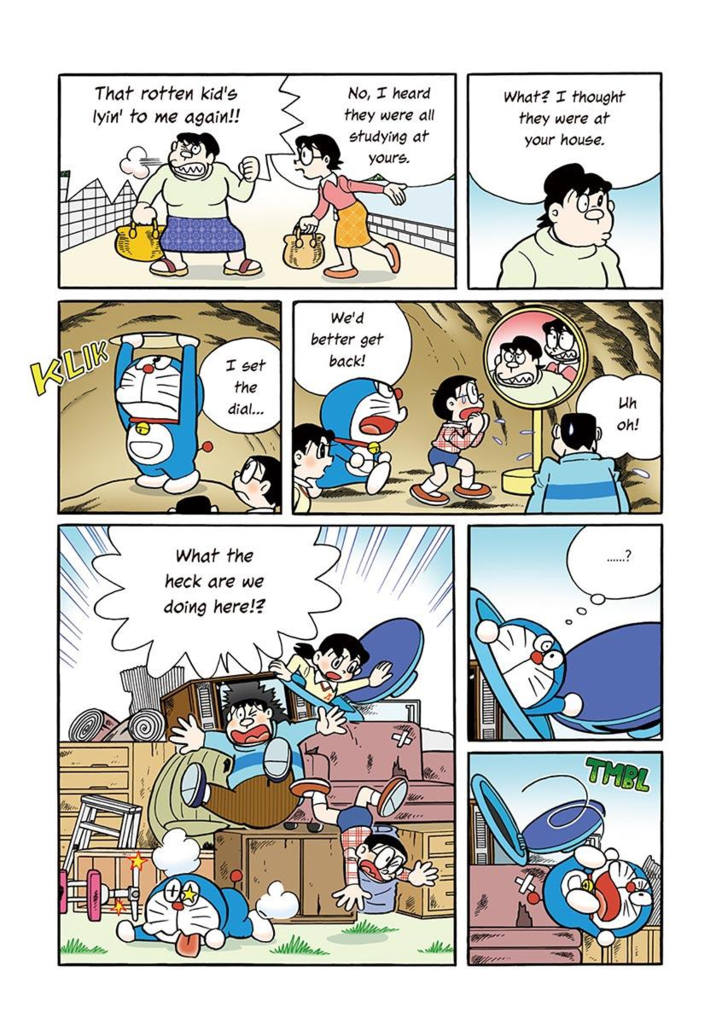 What? I thought
they were at
your house.
No, I heard
they were all
studying at
yours.
That rotten kid's
lyin' to me again!!
Uh
oh!
We'd
better get
back!
I set
the
dial...
KLIK
......?
TMBL
What the
heck are we
doing here!?